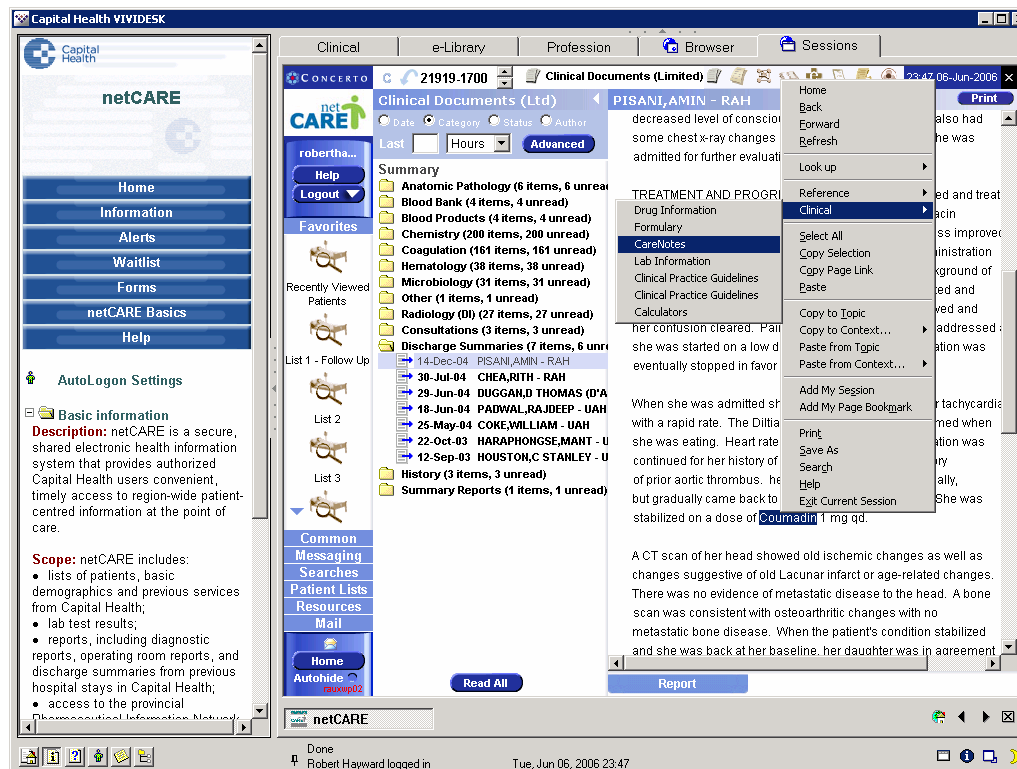 Capital Health VIVIDESK
Capital
Health
netCARE
Home
Information
Alerts
Waitlist
Forms
netCARE Basics
Help
AutoLogon Settings
Basic information
Description: netCARE is a secure,
shared electronic health information
system that provides authorized
Capital Health users convenient,
timely access to region-wide patient-
centred information at the point of
care.
Scope: netCARE includes:
• lists of patients, basic
demographics and previous services
from Capital Health;
• lab test results;
• reports, including diagnostic
reports, operating room reports, and
discharge summaries from previous
hospital stays in Capital Health;
• access to the provincial
Pharmaceutical Information Network
Clinical
e-Library
Profession
Browser
Sessions
CONCERTO
C
21919-1700
Clinical Documents (Limited)
23:47 06-Jun-2006
net
CARE
robertha...
Help
Logout
Favorites
Recently Viewed
Patients
List 1 - Follow Up
List 2
List 3
Common
Messaging
Searches
Patient Lists
Resources
Mail
Home
Autohide
rauxwp02
Clinical Documents (Ltd)
Date
Category
Status
Author
Last
Hours
Advanced
Summary
Anatomic Pathology (6 items, 6 unrea
Blood Bank (4 items, 4 unread)
Blood Products (4 items, 4 unread)
Chemistry (200 items, 200 unread)
Coagulation (161 items, 161 unread)
Hematology (38 items, 38 unread)
Microbiology (31 items, 31 unread)
Other (1 items, 1 unread)
Radiology (DI) (27 items, 27 unread)
Consultations (3 items, 3 unread)
Discharge Summaries (7 items, 6 unre
14-Dec-04 PISANI,AMIN - RAH
30-Jul-04 CHEA,RITH - RAH
29-Jun-04 DUGGAN,D THOMAS (D'A
18-Jun-04 PADWAL,RAJDEEP - UAH
25-May-04 COKE,WILLIAM - UAH
22-Oct-03 HARAPHONGSE,MANT - U
12-Sep-03 HOUSTON,C STANLEY - U
History (3 items, 3 unread)
Summary Reports (1 items, 1 unread)
Read All
PISANI,AMIN - RAH
Print
decreased level of consciou also had
some chest x-ray changes he was
admitted for further evaluati
TREATMENT AND PROGRE ed and treat
acin
ss improved
ministration
kground of
ted and
ved and
her confusion cleared. Pain addressed a
she was started on a low d ation was
eventually stopped in favor
When she was admitted sh r tachycardia
with a rapid rate. The Diltia med when
she was eating. Heart rate ation was
continued for her history of ory
of prior aortic thrombus. he ally,
but gradually came back to She was
stabilized on a dose of Coumadin 1 mg qd.
A CT scan of her head showed old ischemic changes as well as
changes suggestive of old Lacunar infarct or age-related changes.
There was no evidence of metastatic disease to the head. A bone
scan was consistent with osteoarthritic changes with no
metastatic bone disease. When the patient's condition stabilized
and she was back at her baseline, her daughter was in agreement
Report
Home
Back
Forward
Refresh
Look up
Reference
Clinical
Select All
Copy Selection
Copy Page Link
Paste
Copy to Topic
Copy to Context...
Paste from Topic
Paste from Context...
Add My Session
Add My Page Bookmark
Print
Save As
Search
Help
Exit Current Session
Drug Information
Formulary
CareNotes
Lab Information
Clinical Practice Guidelines
Clinical Practice Guidelines
Calculators
netCARE
Done
Robert Hayward logged in
Tue, Jun 06, 2006 23:47